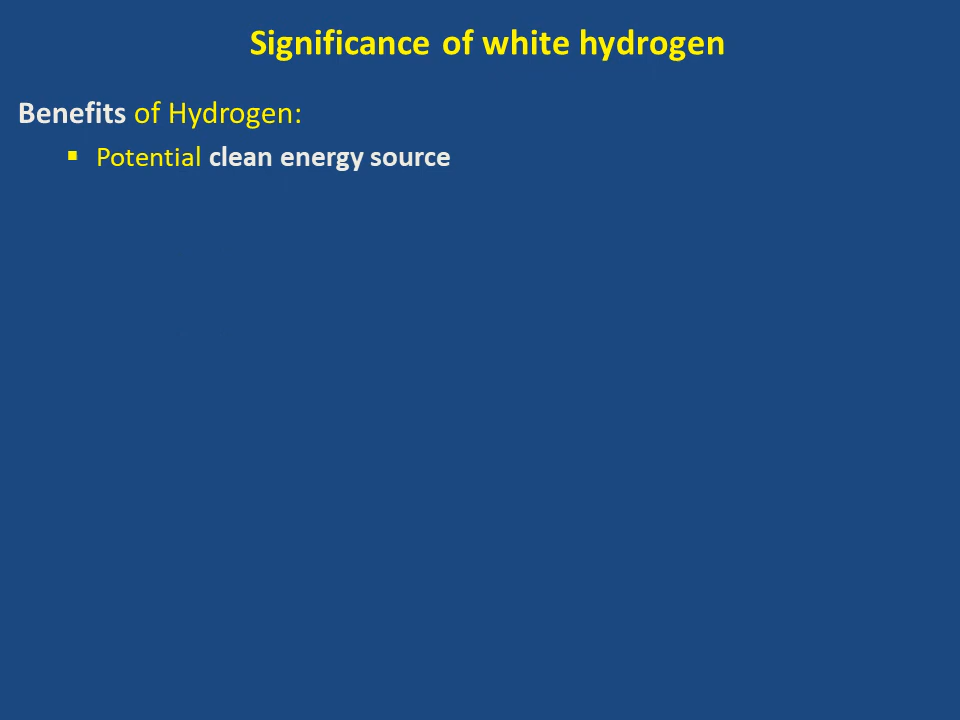 Significance of white hydrogen
Benefits of Hydrogen:
▪ Potential clean energy source